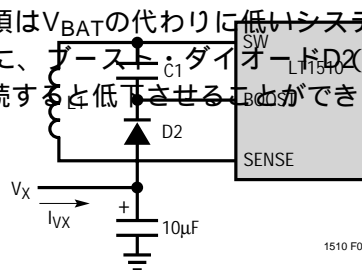 頃はVBATの代わりに低いシステ
に、ブースト・ダイオードD2(
続すると低下させることができ
SW
C1
LT1510
L1
BOOST
D2
SENSE
VX
IVX
+
10μF
1510 F0